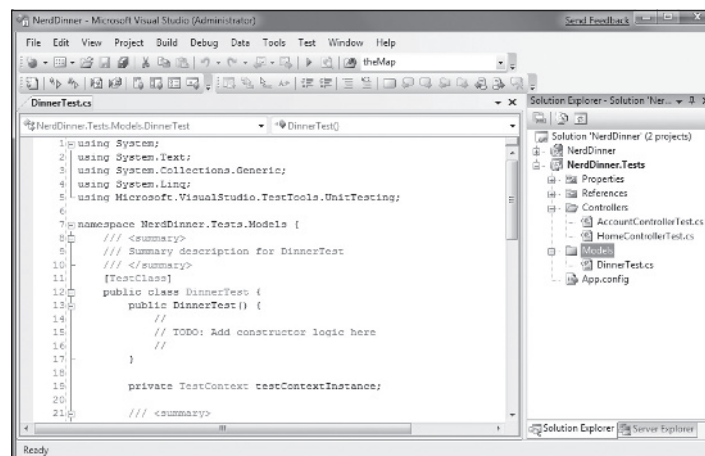 NerdDinner - Microsoft Visual Studio (Administrator)
Send Feedback
File Edit View Project Build Debug Data Tools Test Window Help
theMap
DinnerTest.cs
NerdDinner.Tests.Models.DinnerTest
DinnerTest()
1 using System;
2 using System.Text;
3 using System.Collections.Generic;
4 using System.Linq;
5 using Microsoft.VisualStudio.TestTools.UnitTesting;
6
7 namespace NerdDinner.Tests.Models {
8 /// <summary>
9 /// Summary description for DinnerTest
10 /// </summary>
11 [TestClass]
12 public class DinnerTest {
13 public DinnerTest() {
14 //
15 // TODO: Add constructor logic here
16 //
17 }
18
19 private TestContext testContextInstance;
20
21 /// <summary>
Solution Explorer - Solution 'Ner...
Solution 'NerdDinner' (2 projects)
NerdDinner
NerdDinner.Tests
Properties
References
Controllers
AccountControllerTest.cs
HomeControllerTest.cs
Models
DinnerTest.cs
App.config
Solution Explorer
Server Explorer
Ready